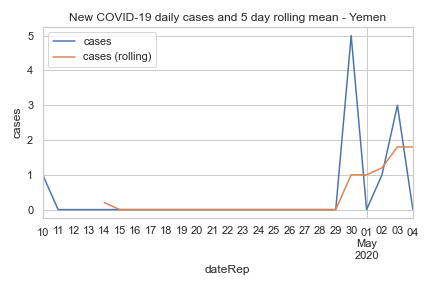 New COVID-19 daily cases and 5 day rolling mean - Yemen
cases
cases (rolling)
5
4
3
2
1
0
cases
10 11 12 13 14 15 16 17 18 19 20 21 22 23 24 25 26 27 28 29 30 01 02 03 04
May
2020
dateRep